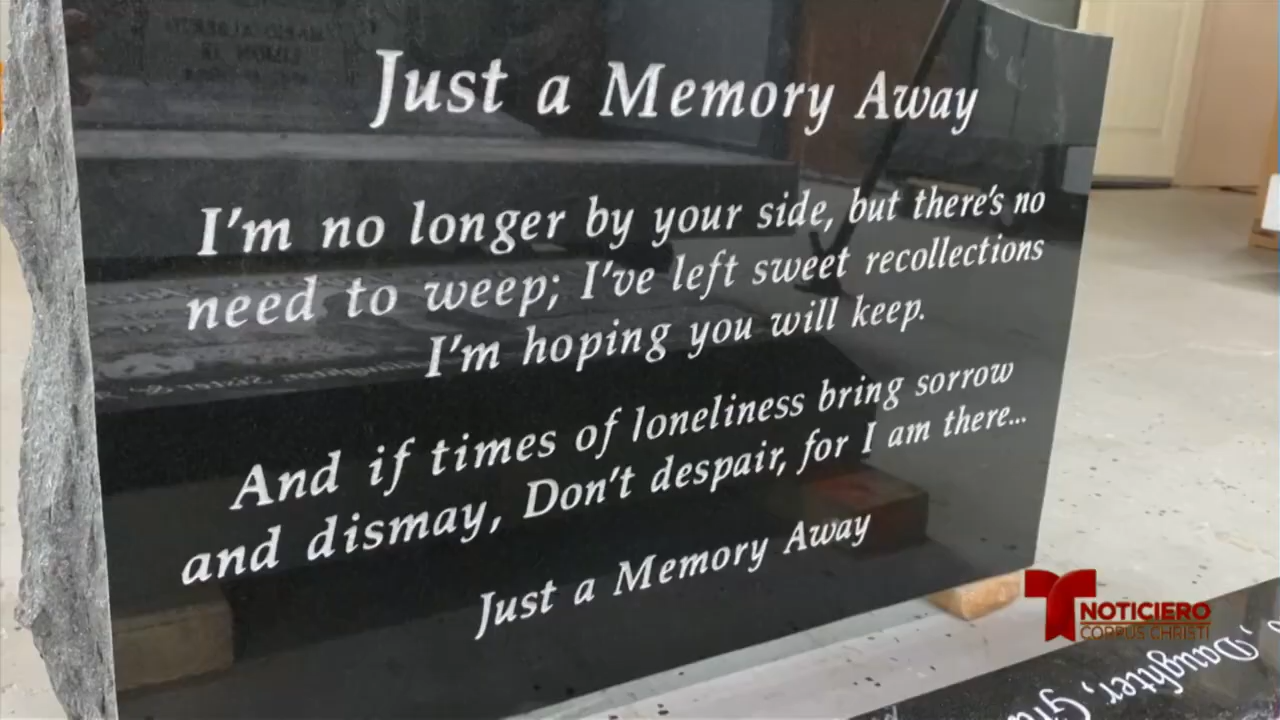 Just a Memory Away
I'm no longer by your side, but there's no
need to weep; I've left sweet recollections
I'm hoping you will keep.
And if times of loneliness bring sorrow
and dismay, Don't despair, for I am there...
Just a Memory Away
NOTICIERO
CORPUS CHRISTI
Daughter,